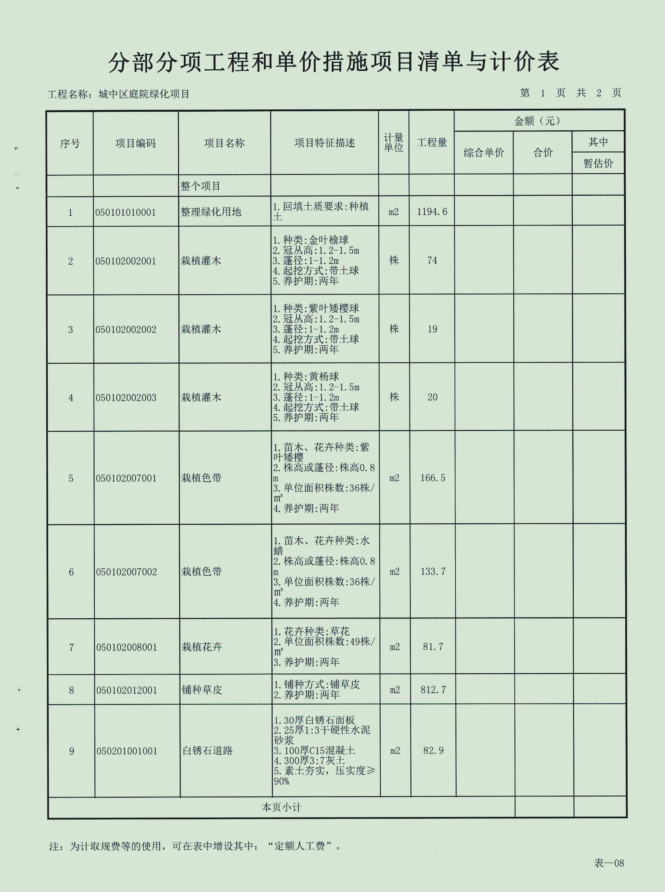 分部分项工程和单价措施项目清单与计价表
工程名称：城中区庭院绿化项目 第 1 页 共 2 页
序号 项目编码 项目名称 项目特征描述 计量单位 工程量 金额（元）
综合单价 合价 其中
暂估价
整个项目
1 050101010001 整理绿化用地 1.回填土质要求:种植 m2 1194.6
土
2 050102002001 栽植灌木 1.种类:金叶榆球 株 74
2.冠丛高:1.2-1.5m
3.蓬径:1-1.2m
4.起挖方式:带土球
5.养护期:两年
3 050102002002 栽植灌木 1.种类:紫叶矮樱球 株 19
2.冠丛高:1.2-1.5m
3.蓬径:1-1.2m
4.起挖方式:带土球
5.养护期:两年
4 050102002003 栽植灌木 1.种类:黄杨球 株 20
2.冠丛高:1.2-1.5m
3.蓬径:1-1.2m
4.起挖方式:带土球
5.养护期:两年
5 050102007001 栽植色带 1.苗木、花卉种类:紫 m2 166.5
叶矮樱
2.株高或蓬径:株高0.8
m
3.单位面积株数:36株/
㎡
4.养护期:两年
6 050102007002 栽植色带 1.苗木、花卉种类:水 m2 133.7
蜡
2.株高或蓬径:株高0.8
m
3.单位面积株数:36株/
㎡
4.养护期:两年
7 050102008001 栽植花卉 1.花卉种类:草花 m2 81.7
2.单位面积株数:49株/
㎡
3.养护期:两年
8 050102012001 铺种草皮 1.铺种方式:铺草皮 m2 812.7
2.养护期:两年
9 050201001001 白锈石道路 1.30厚白锈石面板 m2 82.9
2.25厚1:3干硬性水泥
砂浆
3.100厚C15混凝土
4.300厚3:7灰土
5.素土夯实，压实度≥
90%
本页小计
注：为计取规费等的使用，可在表中增设其中：“定额人工费”。
表—08